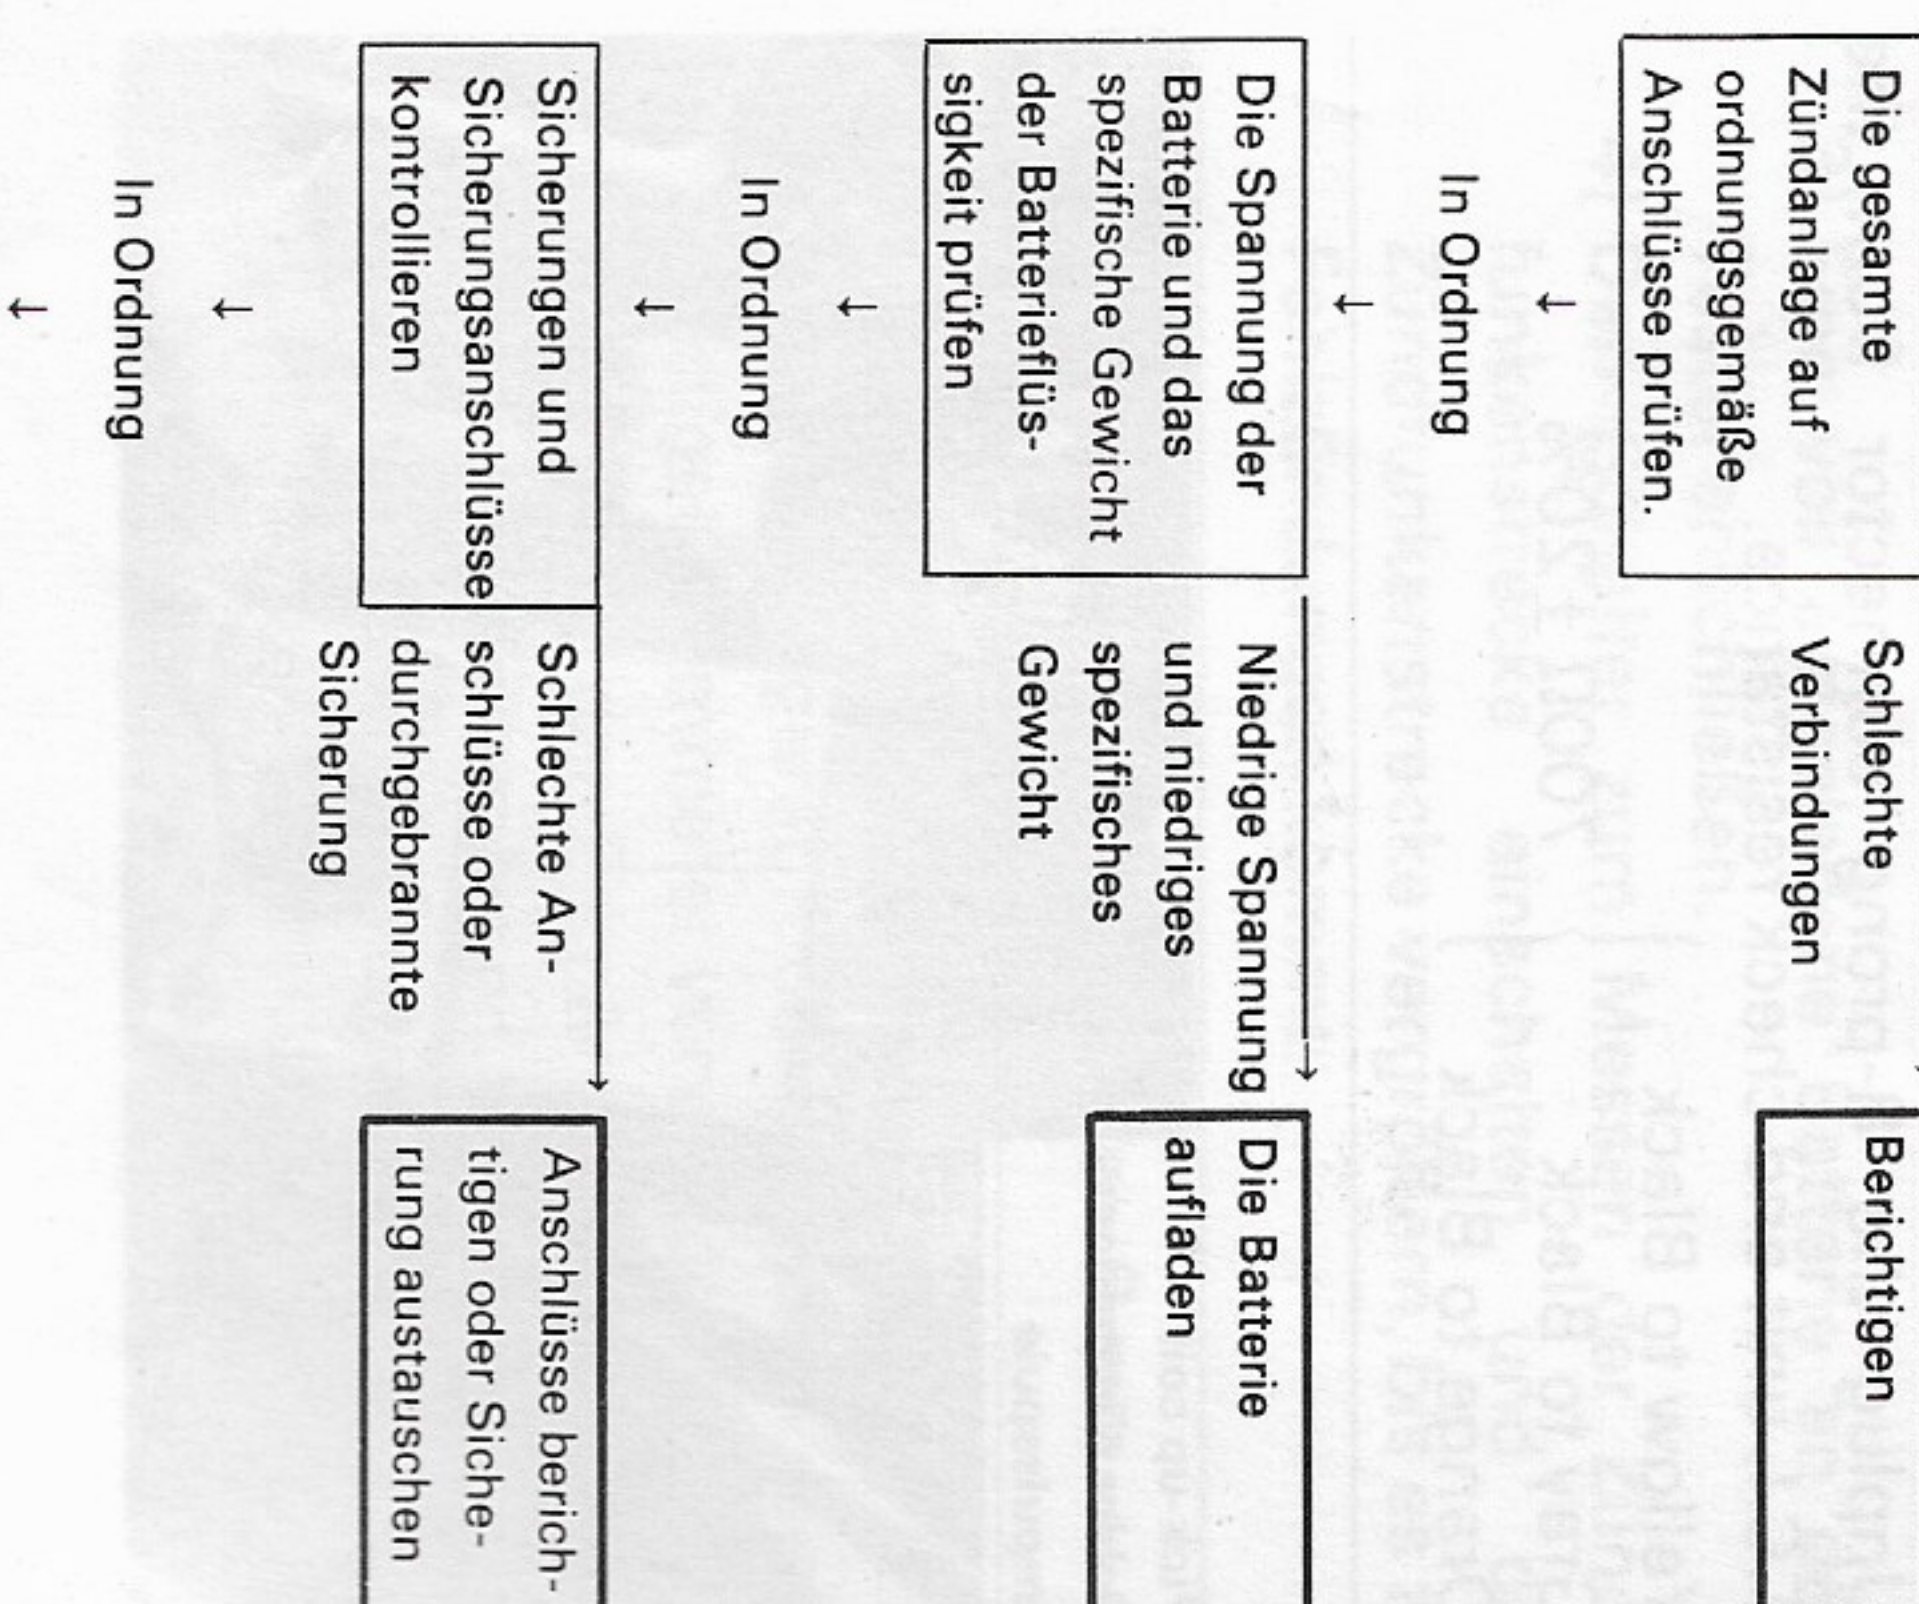 Die gesamte
Zündanlage auf
ordnungsgemäße
Anschlüsse prüfen.
Schlechte
Verbindungen
Berichtigen
↓
In Ordnung
↓
Die Spannung der
Batterie und das
spezifische Gewicht
der Batterieflüs-
sigkeit prüfen
Niedrige Spannung
und niedriges
spezifisches
Gewicht
Die Batterie
aufladen
↓
In Ordnung
↓
Sicherungen und
Sicherungsanschlüsse
kontrollieren
Schlechte An-
schlüsse oder
durchgebrannte
Sicherung
Anschlüsse berich-
tigen oder Siche-
rung austauschen
↓
In Ordnung
↓